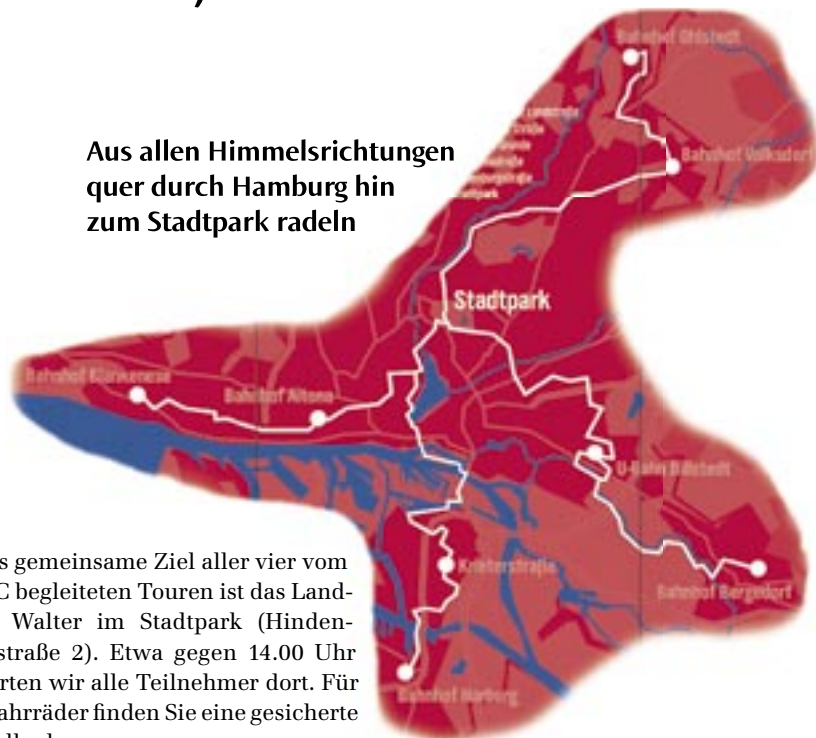 Aus allen Himmelsrichtungen
quer durch Hamburg hin
zum Stadtpark radeln
Bahnhof Ohlstedt
Bahnhof Volksdorf
Stadtpark
Bahnhof Blankenese
Bahnhof Altona
U-Bahn Billstedt
Bahnhof Bergedorf
Bahnhof Harburg
s gemeinsame Ziel aller vier vom
C begleiteten Touren ist das Land-
Walter im Stadtpark (Hinden-
straße 2). Etwa gegen 14.00 Uhr
rten wir alle Teilnehmer dort. Für
ahrräder finden Sie eine gesicherte